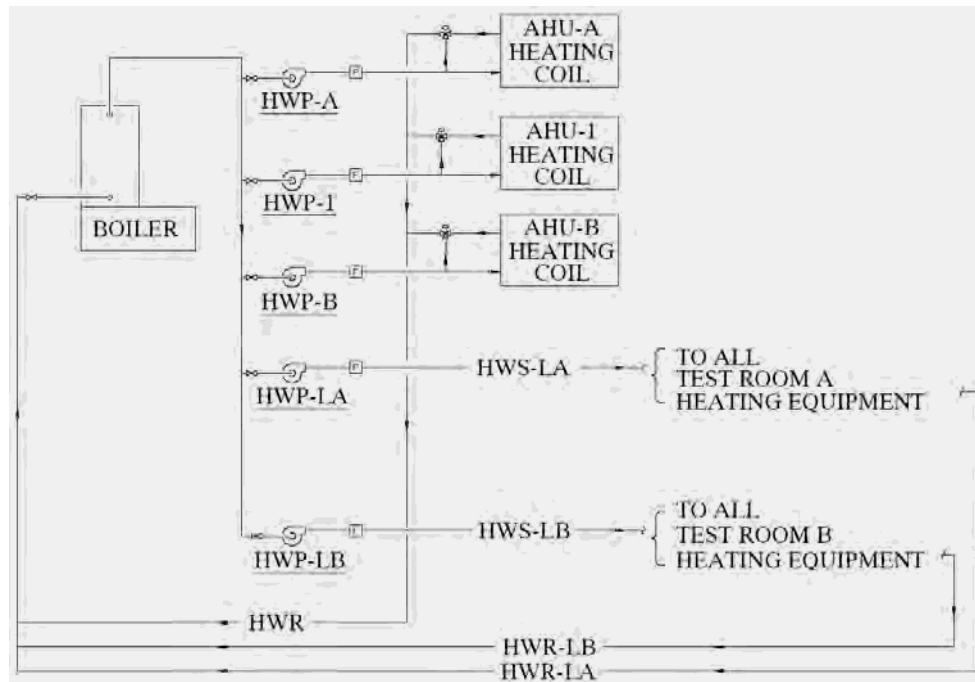 AHU-A
HEATING
COIL
F
HWP-A
AHU-1
HEATING
COIL
F
HWP-1
BOILER
AHU-B
HEATING
COIL
F
HWP-B
F
HWS-LA
TO ALL
TEST ROOM A
HEATING EQUIPMENT
HWP-LA
HWS-LB
TO ALL
TEST ROOM B
HEATING EQUIPMENT
HWP-LB
HWR
HWR-LB
HWR-LA